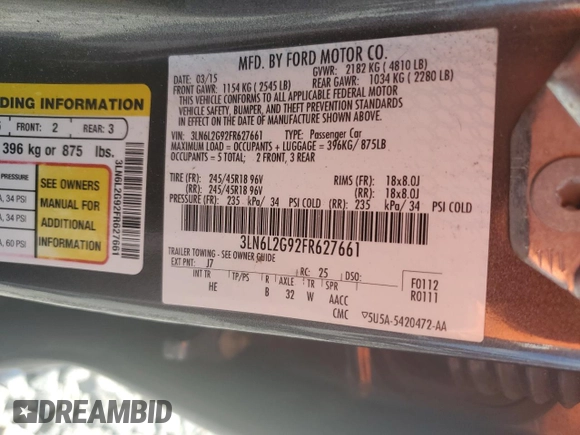 MFD. BY FORD MOTOR CO.
DATE: 03/15
GVWR: 2182 KG ( 4810 LB)
FRONT GAWR: 1154 KG ( 2545 LB)
REAR GAWR: 1034 KG ( 2280 LB)
THIS VEHICLE CONFORMS TO ALL APPLICABLE FEDERAL MOTOR
VEHICLE SAFETY, BUMPER, AND THEFT PREVENTION STANDARDS
IN EFFECT ON THE DATE OF MANUFACTURE SHOWN ABOVE.
VIN: 3LN6L2G92FR627661 TYPE: Passenger Car
MAXIMUM LOAD = OCCUPANTS + LUGGAGE = 396KG/ 875LB
OCCUPANTS = 5 TOTAL; 2 FRONT, 3 REAR
TIRE (FR): 245/45R18 96V RIMS (FR): 18x8.0J
(RR): 245/45R18 96V (RR): 18x8.0J
PRESSURE (FR): 235 kPa/ 34 PSI COLD (RR): 235 kPa/ 34 PSI COLD
3LN6L2G92FR627661
TRAILER TOWING - SEE OWNER GUIDE
EXT PNT: J7 RC: 25 DSO:
INT TR TP/PS R AXLE TR SPR
HE B 32 W AACC
CMC
F0112
R0111
5U5A-5420472-AA
DING INFORMATION
FRONT: 2 REAR: 3
396 kg or 875 lbs.
PRESSURE
SEE OWNERS
MANUAL FOR
ADDITIONAL
INFORMATION
34 PSI
34 PSI
60 PSI
3LN6L2G92FR627661
DREAMBID